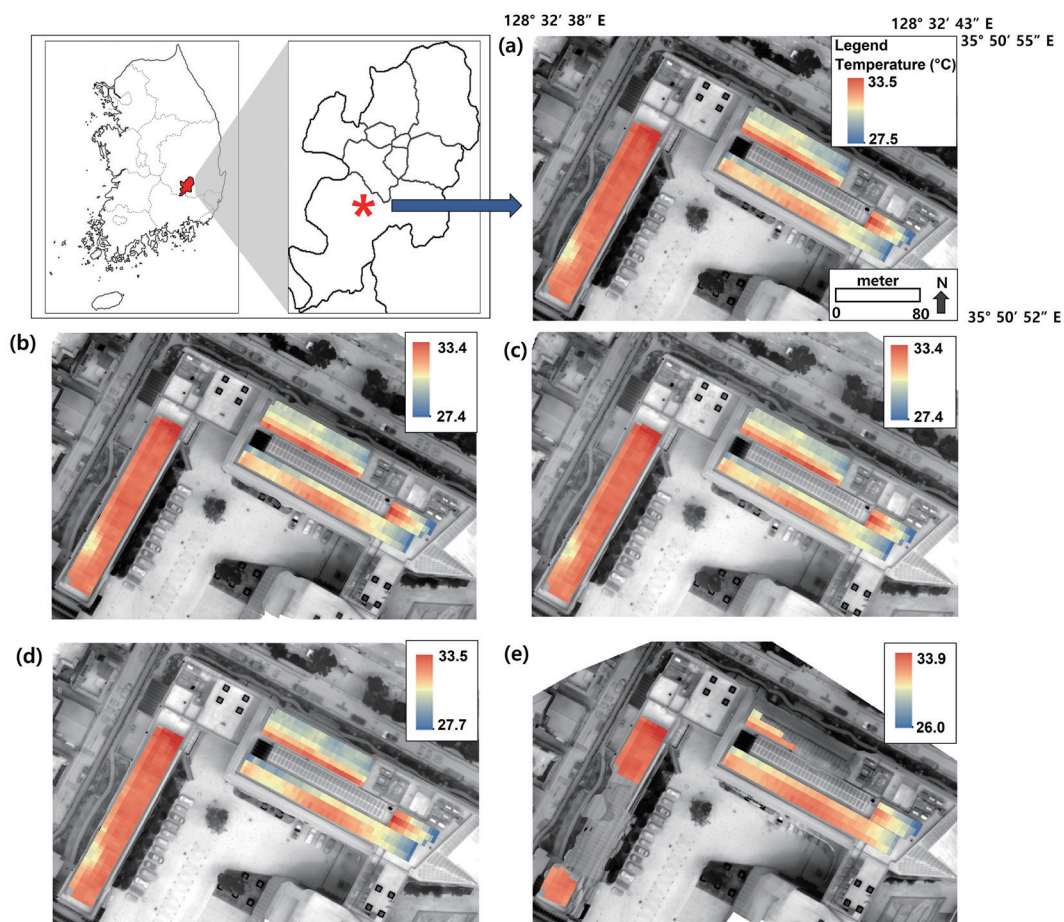 128° 32′ 38″ E
128° 32′ 43″ E
(a)
35° 50′ 55″ E
Legend
Temperature (°C)
33.5
27.5
meter
N
0 80
35° 50′ 52″ E
(b)
33.4
27.4
(c)
33.4
27.4
(d)
33.5
27.7
(e)
33.9
26.0